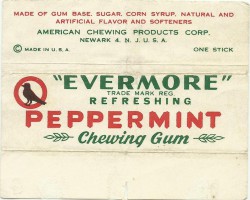 MADE OF GUM BASE, SUGAR, CORN SYRUP, NATURAL AND
ARTIFICIAL FLAVOR AND SOFTENERS
AMERICAN CHEWING PRODUCTS CORP.
NEWARK 4, N. J., U. S. A.
© MADE IN U.S.A. ONE STICK
"EVERMORE"
TRADE MARK REG.
REFRESHING
PEPPERMINT
Chewing Gum